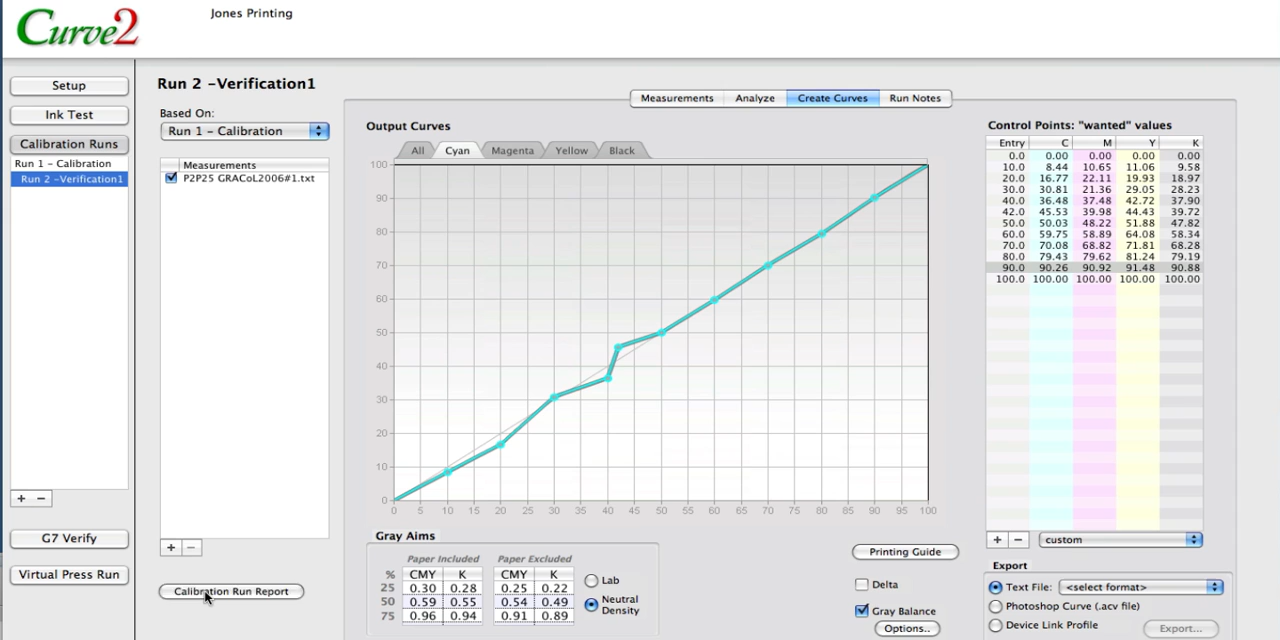 Curve2
Jones Printing
Setup
Ink Test
Calibration Runs
Run 1 - Calibration
Run 2 -Verification1
+ −
G7 Verify
Virtual Press Run
Run 2 -Verification1
Based On:
Run 1 - Calibration
Measurements
P2P25 GRACoL2006#1.txt
+ −
Calibration Run Report
Measurements Analyze Create Curves Run Notes
Output Curves
All Cyan Magenta Yellow Black
100
90
80
70
60
50
40
30
20
10
0
0 5 10 15 20 25 30 35 40 45 50 55 60 65 70 75 80 85 90 95 100
Gray Aims
Paper Included Paper Excluded
% CMY K CMY K
25 0.30 0.28 0.25 0.22
50 0.59 0.55 0.54 0.49
75 0.96 0.94 0.91 0.89
Lab
Neutral
Density
Printing Guide
Delta
Gray Balance
Options..
Control Points: "wanted" values
Entry C M Y K
0.0 0.00 0.00 0.00 0.00
10.0 8.44 10.65 11.06 9.58
20.0 16.77 22.11 19.93 18.97
30.0 30.81 21.36 29.05 28.23
40.0 36.48 37.48 42.72 37.90
42.0 45.53 39.98 44.43 39.72
50.0 50.03 48.22 51.88 47.82
60.0 59.75 58.89 64.08 58.34
70.0 70.08 68.82 71.81 68.28
80.0 79.43 79.62 81.24 79.19
90.0 90.26 90.92 91.48 90.88
100.0 100.00 100.00 100.00 100.00
+ − custom
Export
Text File: <select format>
Photoshop Curve (.acv file)
Device Link Profile
Export...